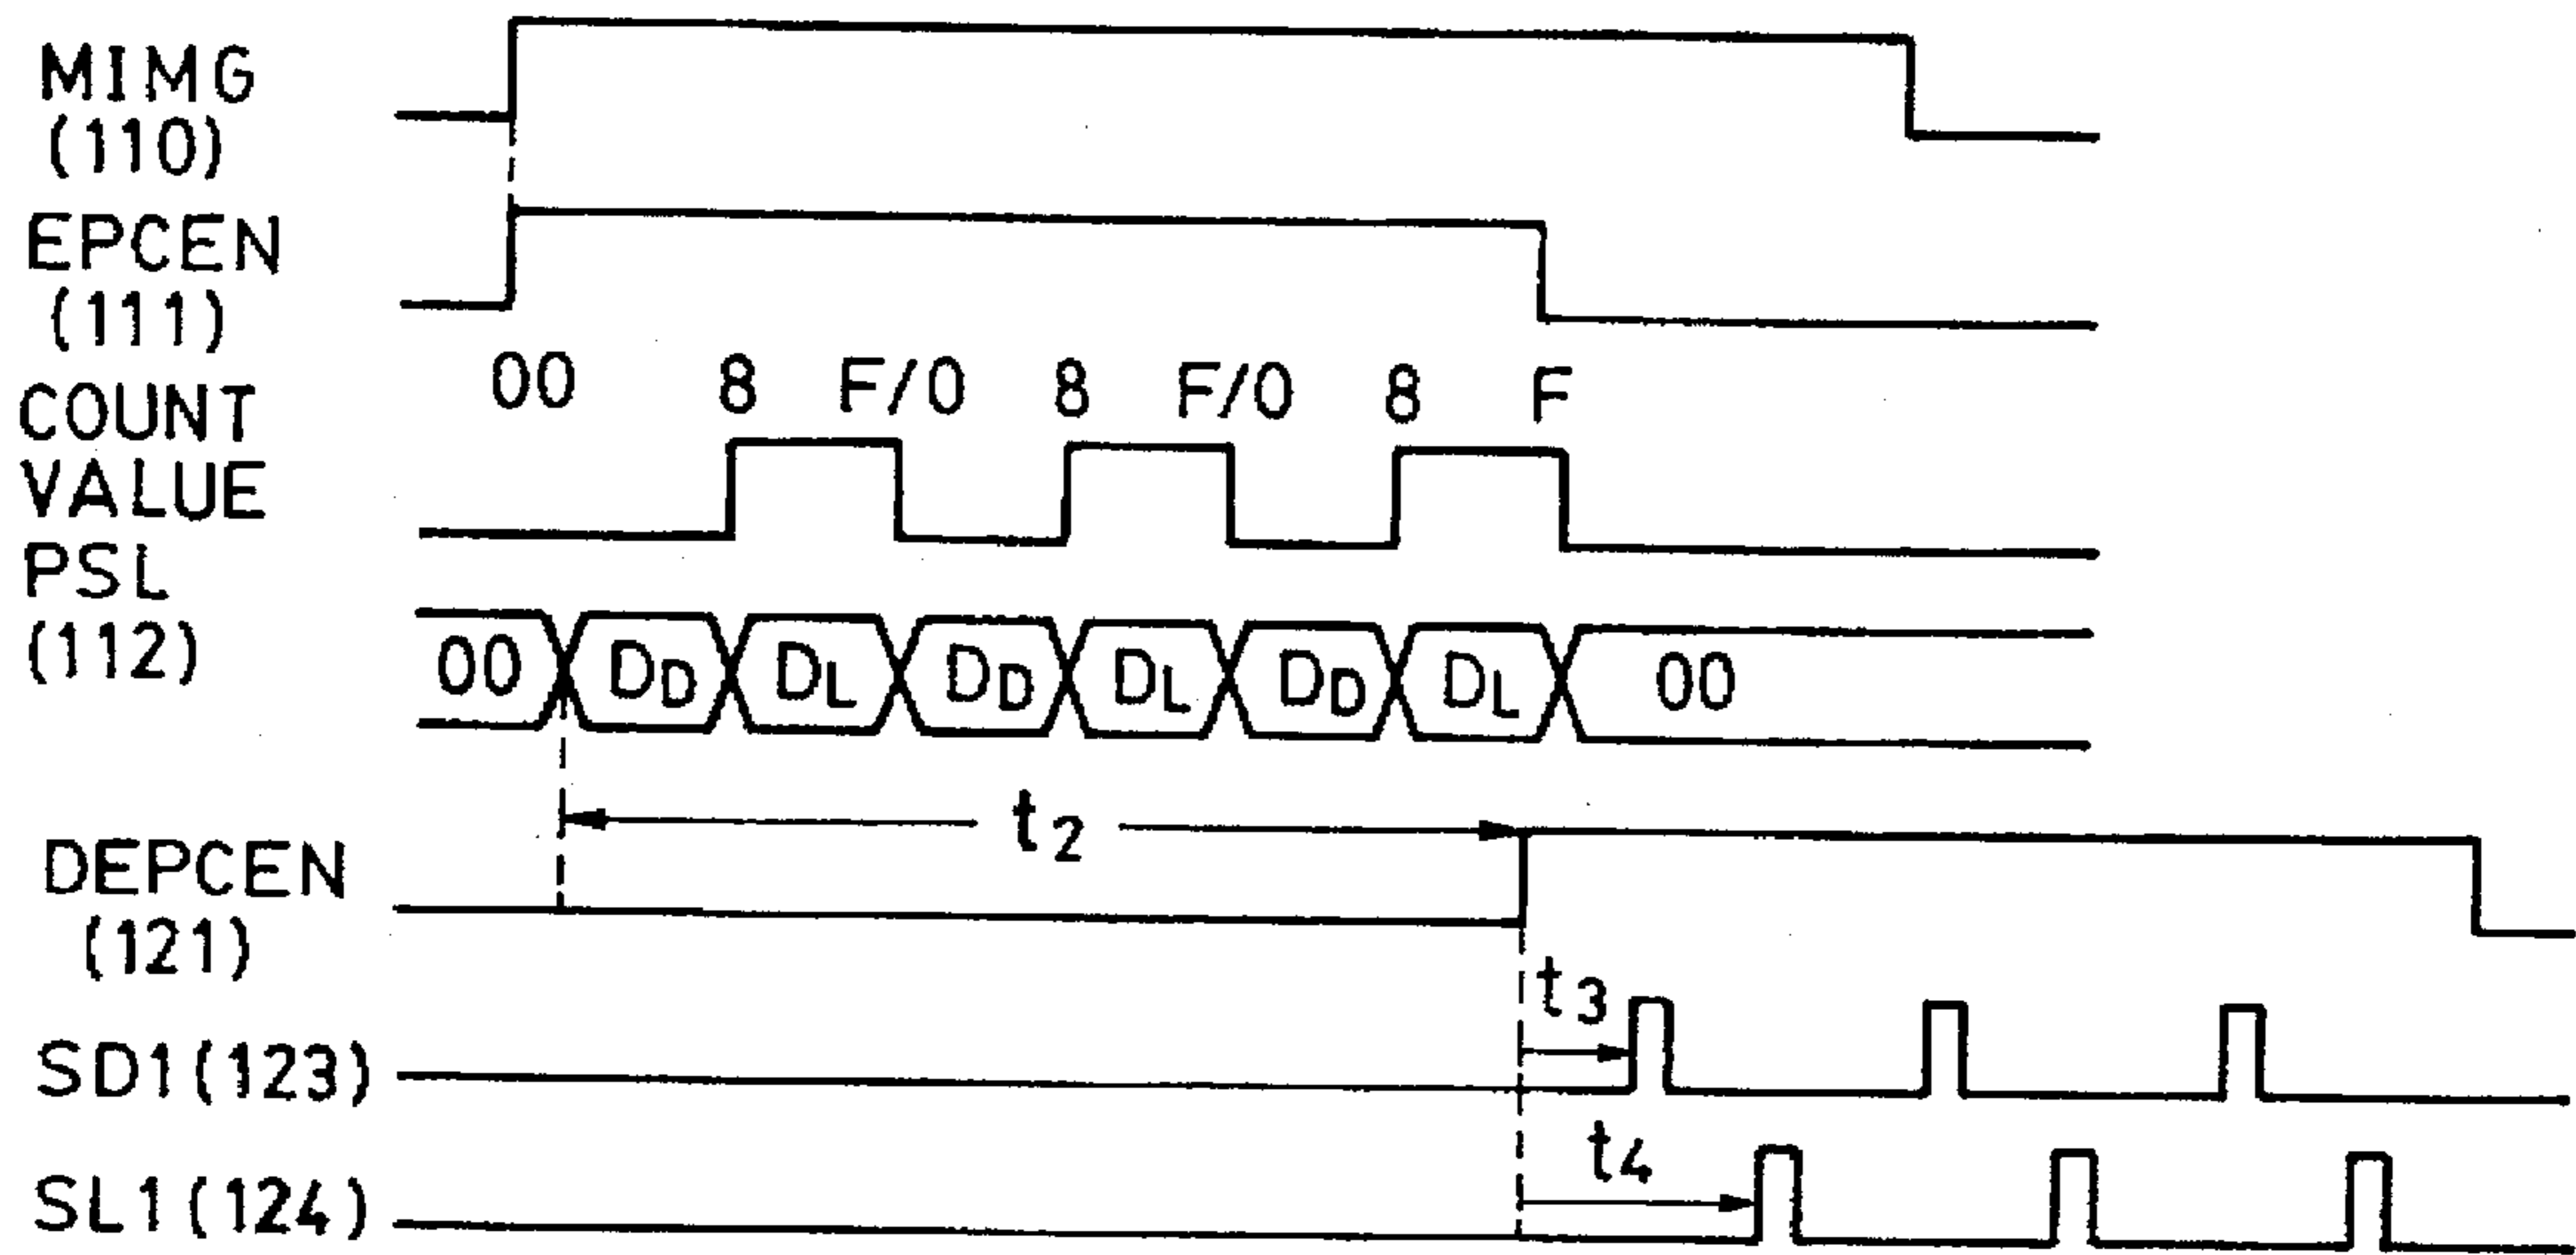 MIMG
(110)
EPCEN
(111)
00 8 F/0 8 F/0 8 F
COUNT
VALUE
PSL
(112)
00 DD DL DD DL DD DL 00
t2
DEPCEN
(121)
t3
SD1(123)
t4
SL1(124)